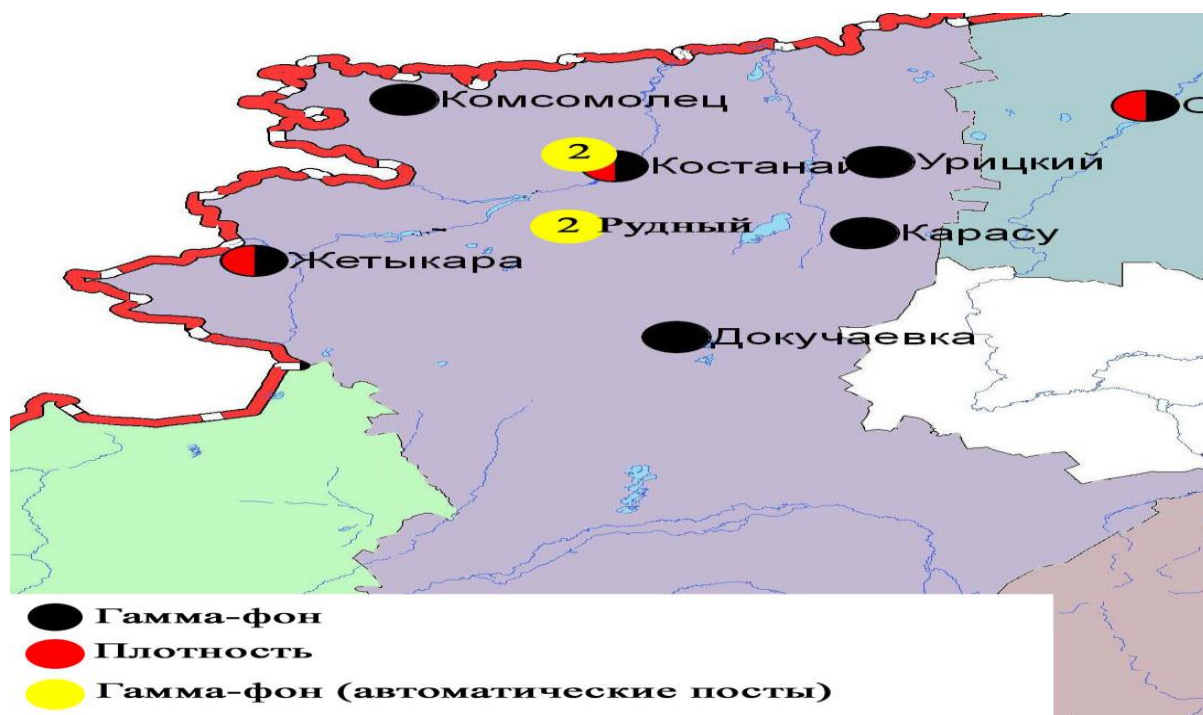 Комсомолец
2
Костанай
Урицкий
2 Рудный
Карасу
Жетыкара
Докучаевка
Гамма-фон
Плотность
Гамма-фон (автоматические посты)